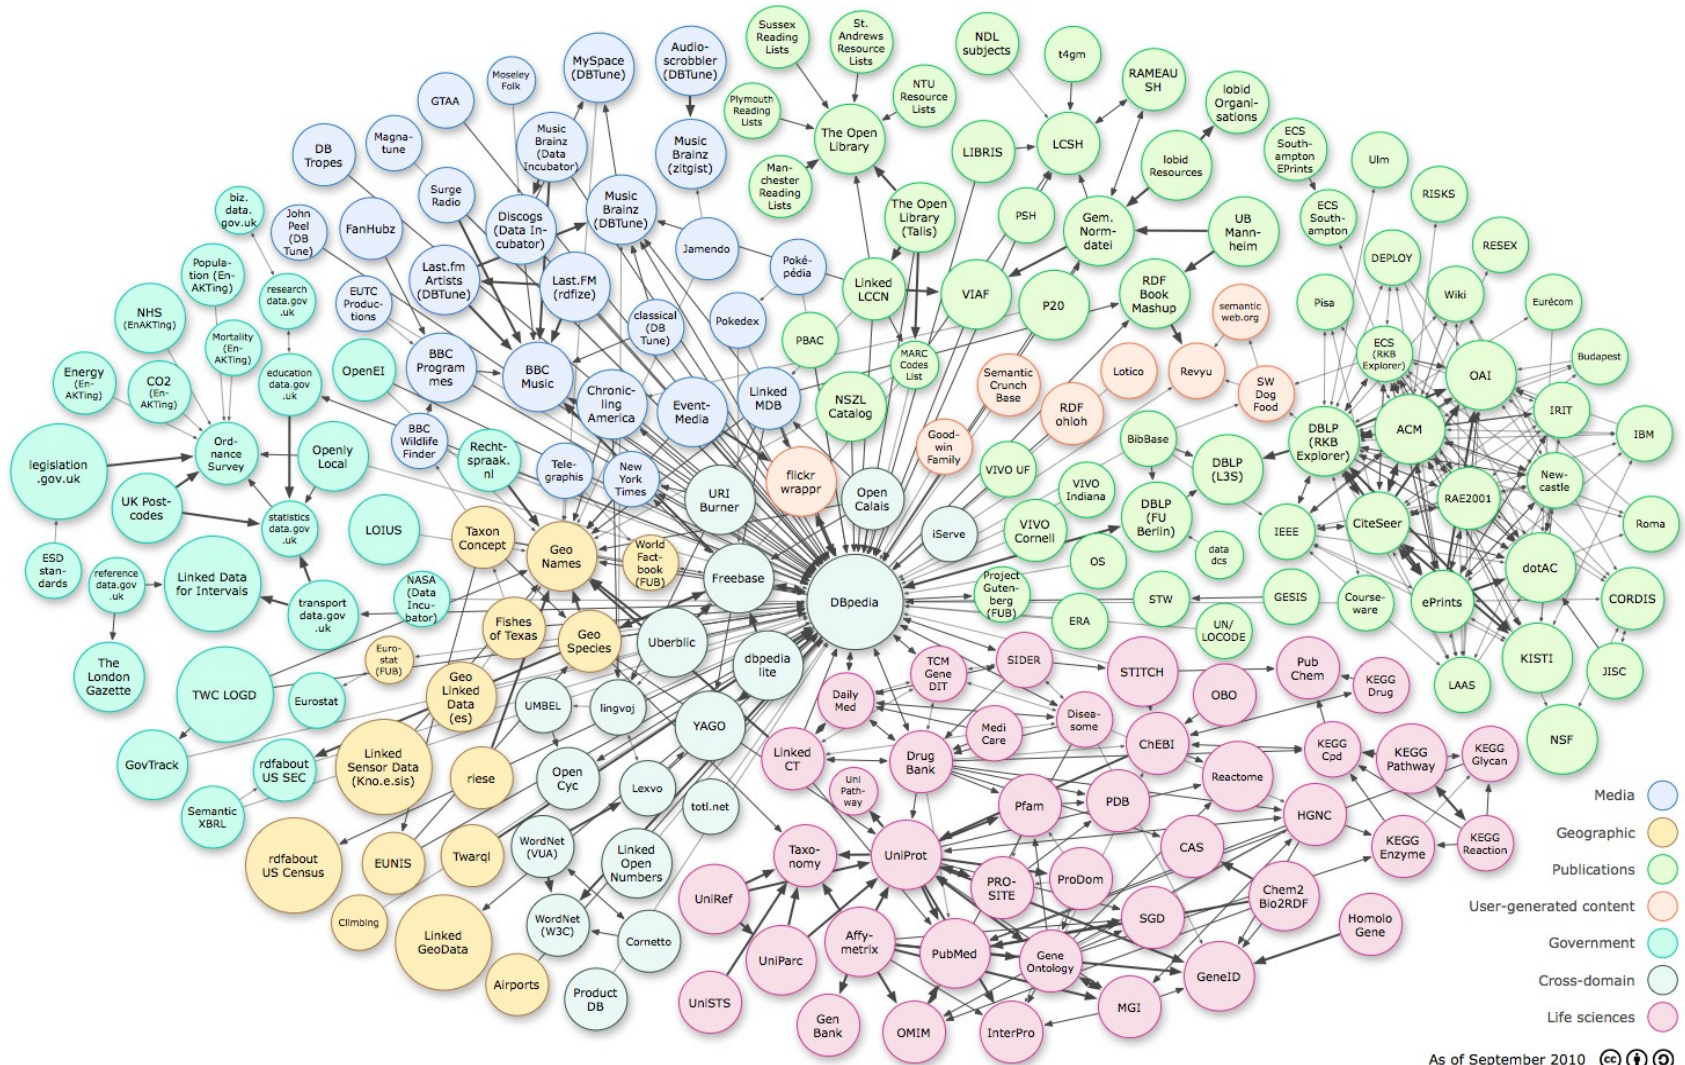 Sussex
Reading
Lists
St.
Andrews
Resource
Lists
NDL
subjects
t4gm
RAMEAU
SH
lobid
Organi-
sations
MySpace
(DBTune)
Audio-
scrobbler
(DBTune)
Moseley
Folk
GTAA
Plymouth
Reading
Lists
NTU
Resource
Lists
The Open
Library
LIBRIS
LCSH
lobid
Resources
ECS
South-
ampton
EPrints
Ulm
DB
Tropes
Magna-
tune
Music
Brainz
(Data
Incubator)
Music
Brainz
(zitgist)
Man-
chester
Reading
Lists
RISKS
biz.
data.
gov.uk
John
Peel
(DB
Tune)
FanHubz
Surge
Radio
Discogs
(Data In-
cubator)
Music
Brainz
(DBTune)
Jamendo
The Open
Library
(Talis)
PSH
Gem.
Norm-
datei
UB
Mann-
heim
ECS
South-
ampton
RESEX
Popula-
tion (En-
AKTing)
research
data.gov
.uk
EUTC
Produc-
tions
Last.fm
Artists
(DBTune)
Last.FM
(rdfize)
Poké-
pédia
Linked
LCCN
VIAF
P20
RDF
Book
Mashup
DEPLOY
NHS
(EnAKTing)
Mortality
(En-
AKTing)
classical
(DB
Tune)
Pokedex
PBAC
MARC
Codes
List
semantic
web.org
Pisa
Wiki
Eurécom
Energy
(En-
AKTing)
CO2
(En-
AKTing)
education
data.gov
.uk
OpenEI
BBC
Program
mes
BBC
Music
Chronic-
ling
America
Event-
Media
Linked
MDB
NSZL
Catalog
Semantic
Crunch
Base
Lotico
Revyu
SW
Dog
Food
ECS
(RKB
Explorer)
OAI
Budapest
RDF
ohloh
legislation
.gov.uk
Ord-
nance
Survey
Openly
Local
BBC
Wildlife
Finder
Recht-
spraak.
nl
Tele-
graphis
New
York
Times
flickr
wrappr
Good-
win
Family
VIVO UF
BibBase
DBLP
(L3S)
DBLP
(RKB
Explorer)
ACM
IRIT
IBM
UK Post-
codes
statistics
data.gov
.uk
LOIUS
URI
Burner
Open
Calais
iServe
VIVO
Indiana
VIVO
Cornell
DBLP
(FU
Berlin)
IEEE
CiteSeer
RAE2001
New-
castle
Roma
ESD
stan-
dards
reference
data.gov
.uk
Linked Data
for Intervals
transport
data.gov
.uk
NASA
(Data
Incu-
bator)
Taxon
Concept
Geo
Names
World
Fact-
book
(FUB)
Freebase
DBpedia
Project
Guten-
berg
(FUB)
OS
data
dcs
STW
GESIS
Course-
ware
ePrints
dotAC
CORDIS
Fishes
of Texas
Geo
Species
Uberblic
dbpedia
lite
ERA
UN/
LOCODE
The
London
Gazette
TWC LOGD
Eurostat
Euro-
stat
(FUB)
Geo
Linked
Data
(es)
UMBEL
lingvoj
YAGO
Daily
Med
TCM
Gene
DIT
SIDER
STITCH
OBO
Pub
Chem
KEGG
Drug
LAAS
KISTI
JISC
NSF
GovTrack
rdfabout
US SEC
Semantic
XBRL
Linked
Sensor Data
(Kno.e.sis)
riese
Open
Cyc
Lexvo
totl.net
Linked
CT
Uni
Path-
way
Drug
Bank
Medi
Care
Disea-
some
ChEBI
KEGG
Cpd
KEGG
Pathway
KEGG
Glycan
Reactome
Pfam
PDB
HGNC
KEGG
Enzyme
KEGG
Reaction
rdfabout
US Census
EUNIS
Twarql
WordNet
(VUA)
Linked
Open
Numbers
Taxo-
nomy
UniProt
PRO-
SITE
ProDom
CAS
Chem2
Bio2RDF
Climbing
Linked
GeoData
WordNet
(W3C)
Cornetto
UniRef
UniParc
Affy-
metrix
PubMed
Gene
Ontology
SGD
GeneID
Homolo
Gene
Airports
Product
DB
UniSTS
Gen
Bank
OMIM
InterPro
MGI
Media
Geographic
Publications
User-generated content
Government
Cross-domain
Life sciences
As of September 2010
cc